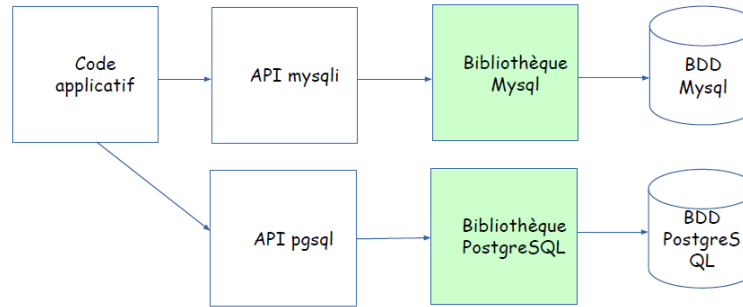 Code
applicatif
API mysqli
Bibliothèque
Mysql
BDD
Mysql
API pgsql
Bibliothèque
PostgreSQL
BDD
PostgreS
QL